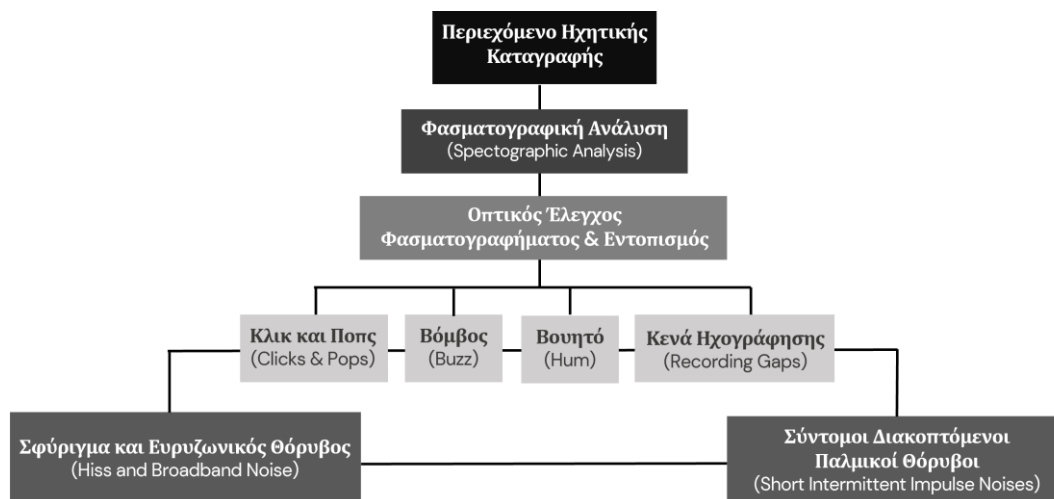 Περιεχόμενο Ηχητικής
Καταγραφής
Φασματογραφική Ανάλυση
(Spectographic Analysis)
Οπτικός Έλεγχος
Φασματογραφήματος & Εντοπισμός
Κλικ και Ποπς
(Clicks & Pops)
Βόμβος
(Buzz)
Βουητό
(Hum)
Κενά Ηχογράφησης
(Recording Gaps)
Σφύριγμα και Ευρυζωνικός Θόρυβος
(Hiss and Broadband Noise)
Σύντομοι Διακοπτόμενοι
Παλμικοί Θόρυβοι
(Short Intermittent Impulse Noises)